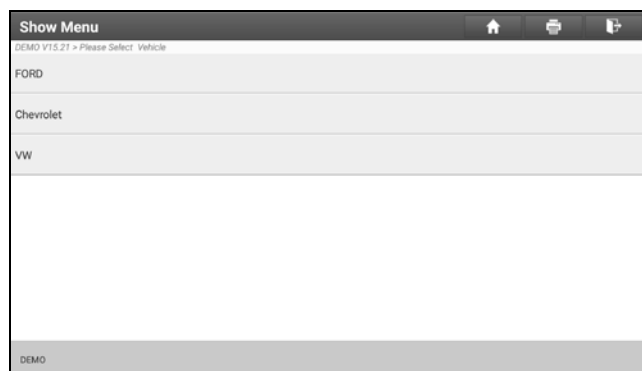 Show Menu
DEMO V15.21 > Please Select Vehicle
FORD
Chevrolet
VW
DEMO